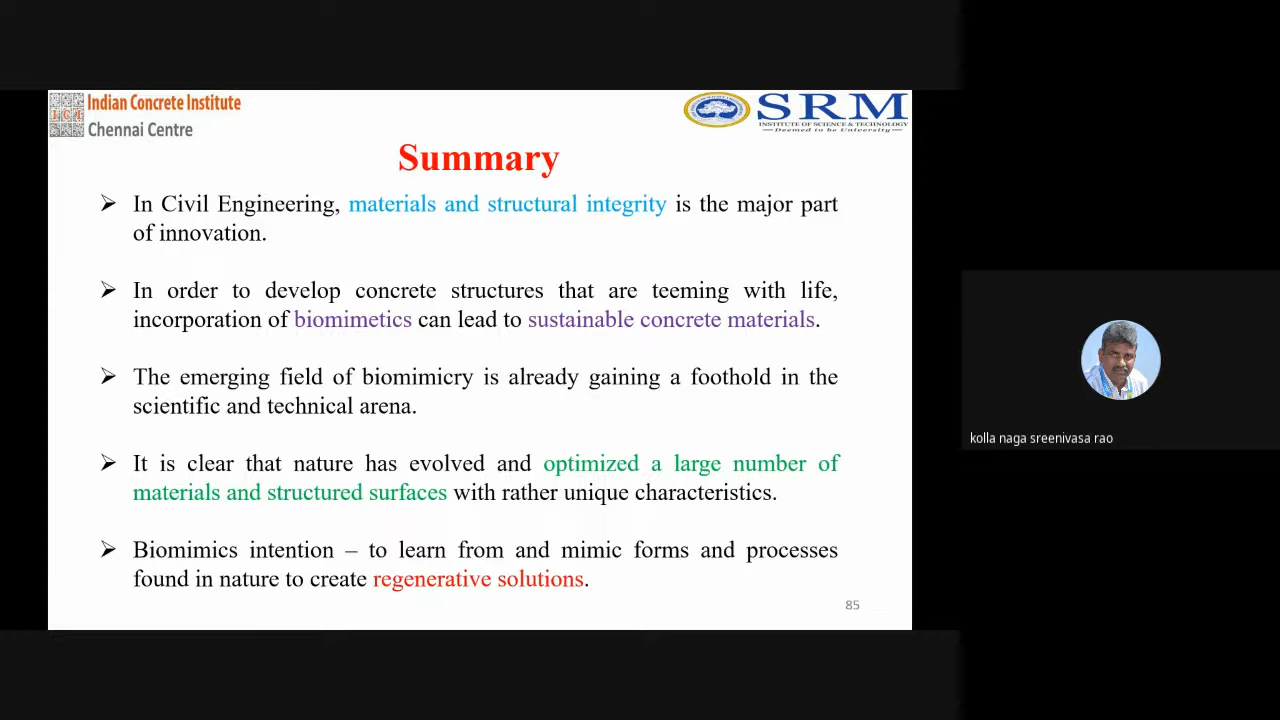 Indian Concrete Institute
ICI
Chennai Centre
SRM
INSTITUTE OF SCIENCE & TECHNOLOGY
Deemed to be University
Summary
➢ In Civil Engineering, materials and structural integrity is the major part
of innovation.
➢ In order to develop concrete structures that are teeming with life,
incorporation of biomimetics can lead to sustainable concrete materials.
➢ The emerging field of biomimicry is already gaining a foothold in the
scientific and technical arena.
➢ It is clear that nature has evolved and optimized a large number of
materials and structured surfaces with rather unique characteristics.
➢ Biomimics intention – to learn from and mimic forms and processes
found in nature to create regenerative solutions.
85
kolla naga sreenivasa rao